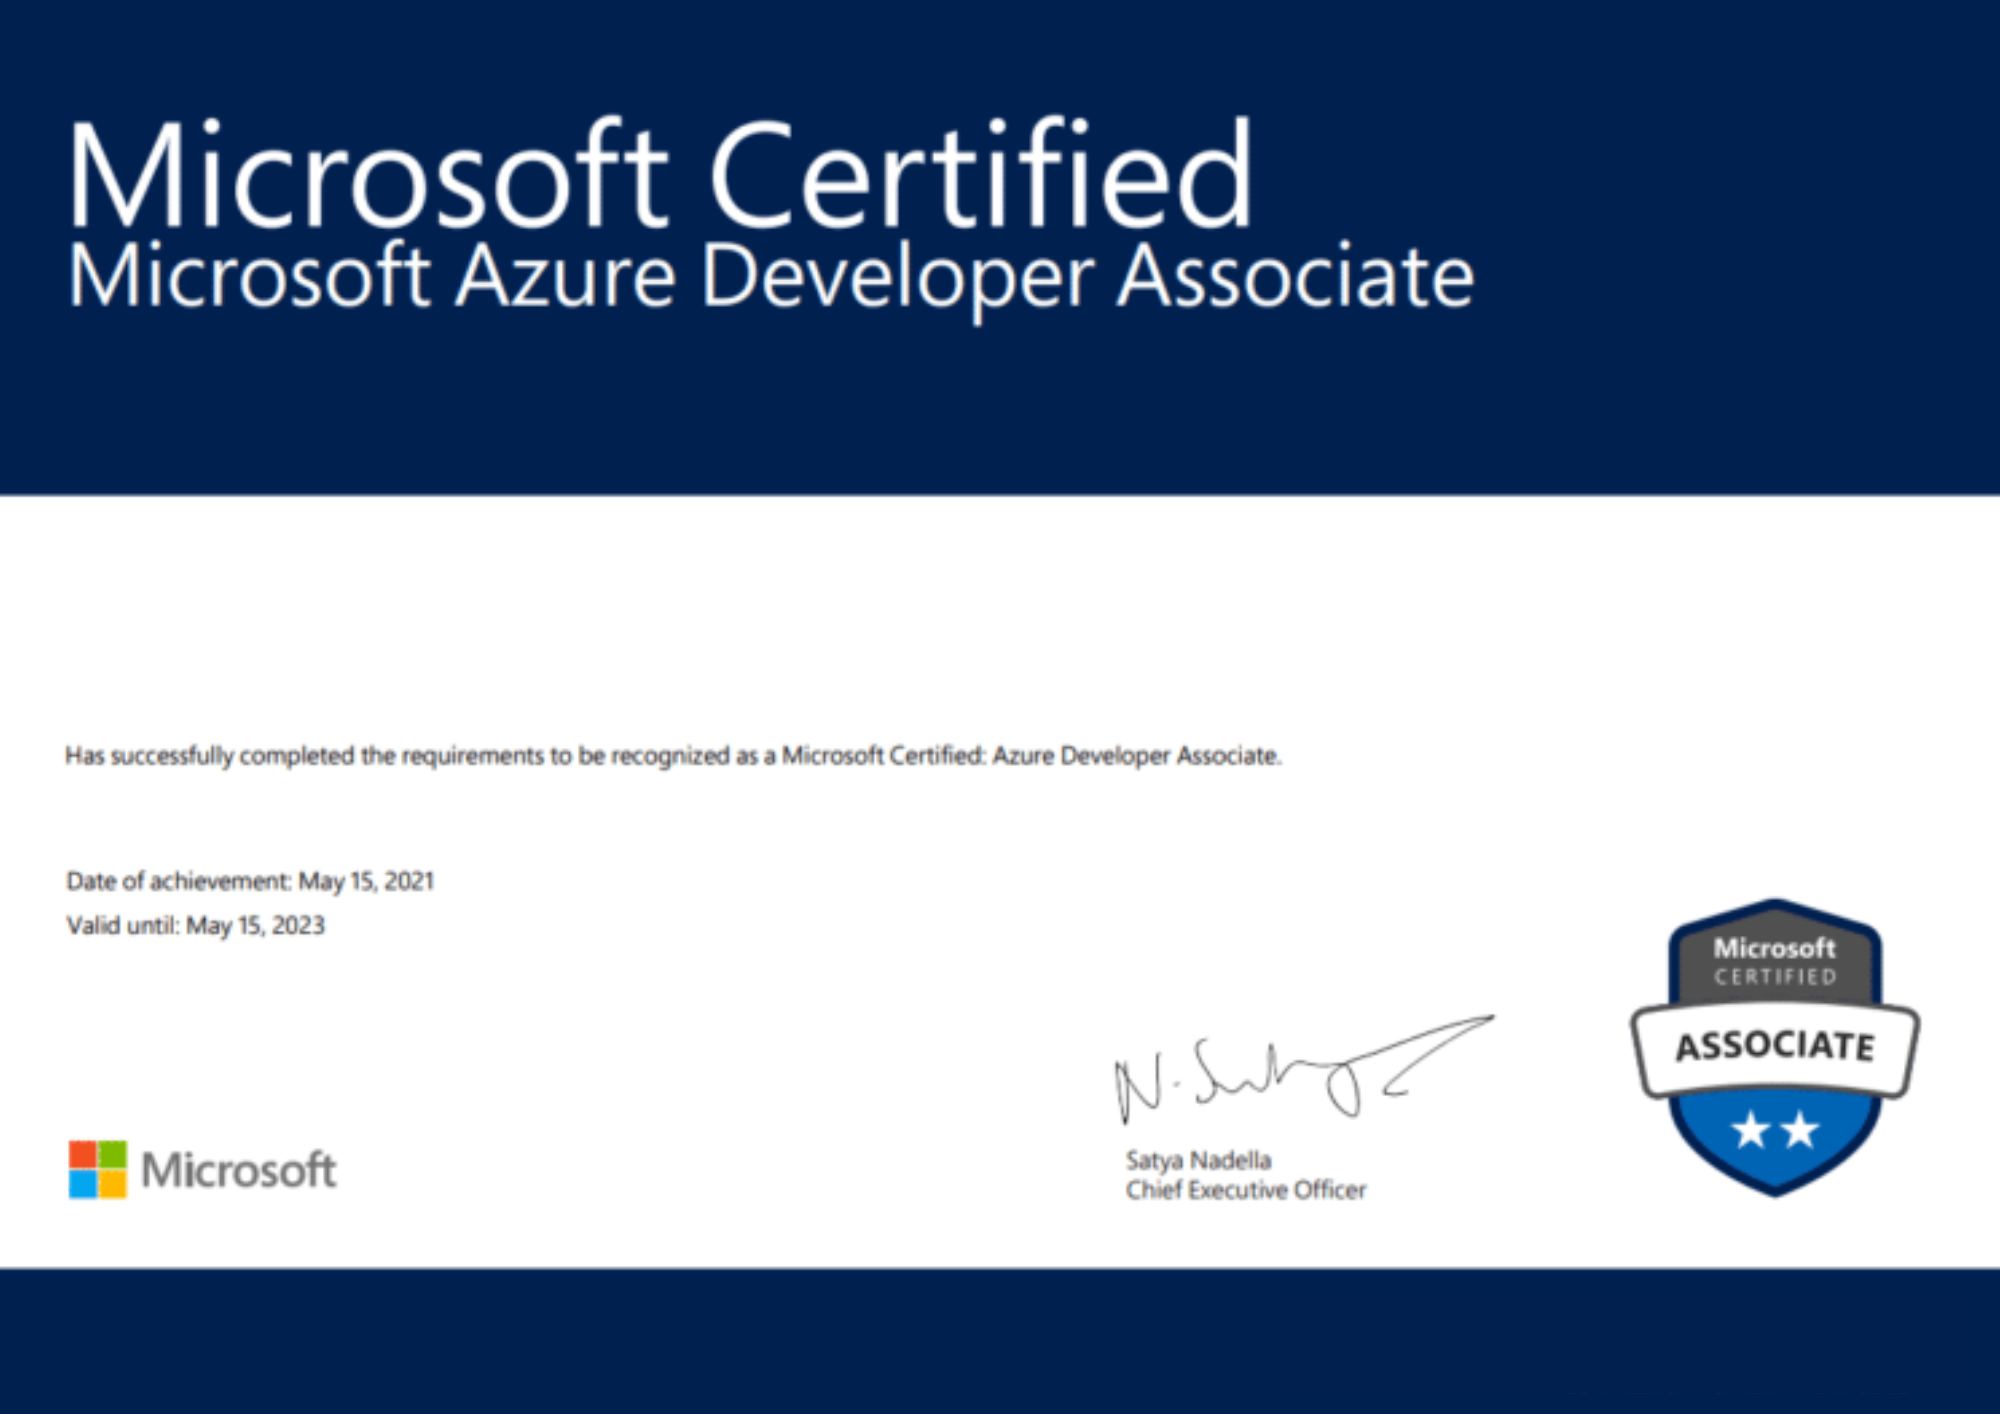 Microsoft Certified
Microsoft Azure Developer Associate
Has successfully completed the requirements to be recognized as a Microsoft Certified: Azure Developer Associate.
Date of achievement: May 15, 2021
Valid until: May 15, 2023
Microsoft
CERTIFIED
ASSOCIATE
N. Satya
Satya Nadella
Chief Executive Officer
Microsoft